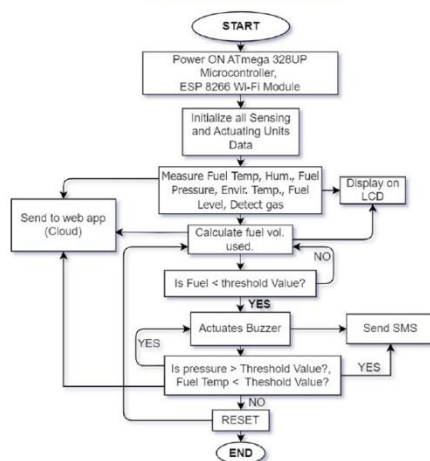 START
Power ON ATmega 328UP
Microcontroller,
ESP 8266 Wi-Fi Module
Initialize all Sensing
and Actuating Units
Data
Measure Fuel Temp, Hum., Fuel
Pressure, Envir. Temp., Fuel
Level, Detect gas
Display on
LCD
Send to web app
(Cloud)
Calculate fuel vol.
used.
NO
Is Fuel < threshold Value?
YES
Actuates Buzzer
Send SMS
YES
Is pressure > Threshold Value?,
Fuel Temp < Theshold Value?
YES
NO
RESET
END